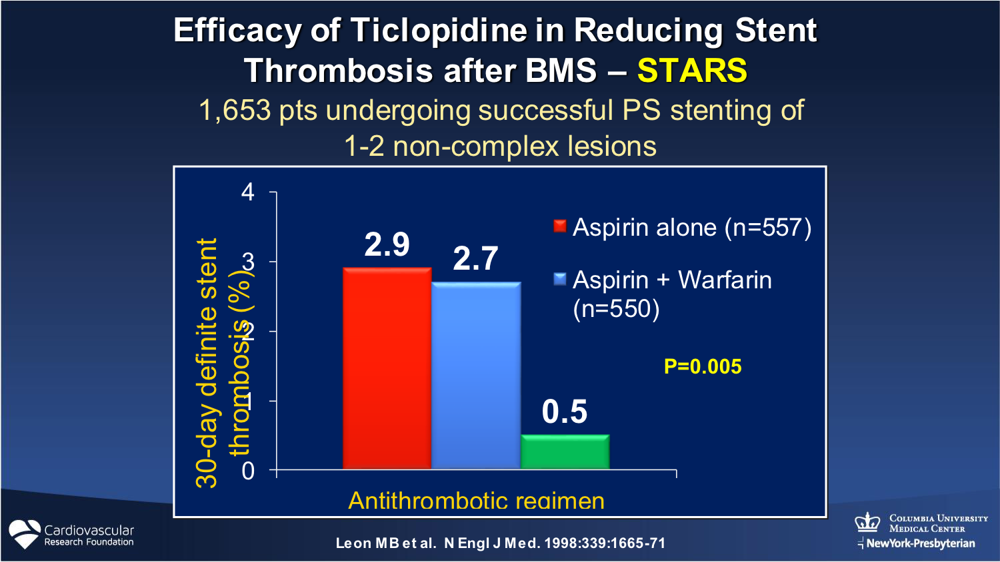 Efficacy of Ticlopidine in Reducing Stent
Thrombosis after BMS – STARS
1,653 pts undergoing successful PS stenting of
1-2 non-complex lesions
30-day definite stent
thrombosis (%)
4
3
2
1
0
2.9
2.7
0.5
Aspirin alone (n=557)
Aspirin + Warfarin
(n=550)
P=0.005
Antithrombotic regimen
Cardiovascular
Research Foundation
Leon MB et al. N Engl J Med. 1998:339:1665-71
Columbia University
Medical Center
NewYork-Presbyterian